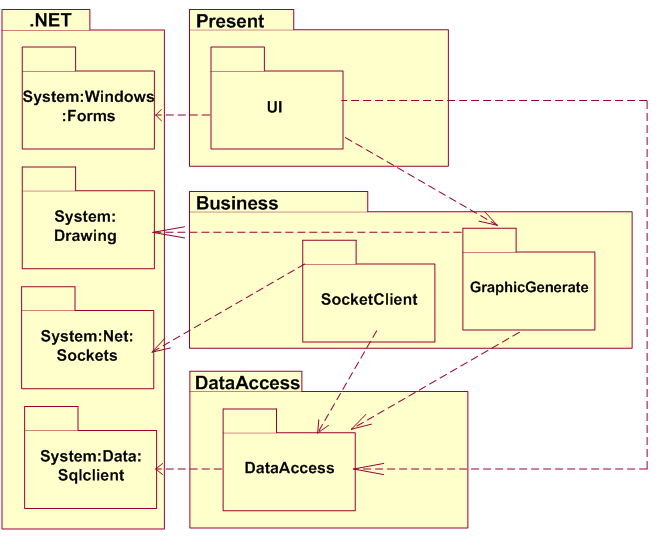 .NET
Present
System:Windows
:Forms
UI
Business
System:
Drawing
SocketClient
GraphicGenerate
System:Net:
Sockets
DataAccess
System:Data:
Sqlclient
DataAccess